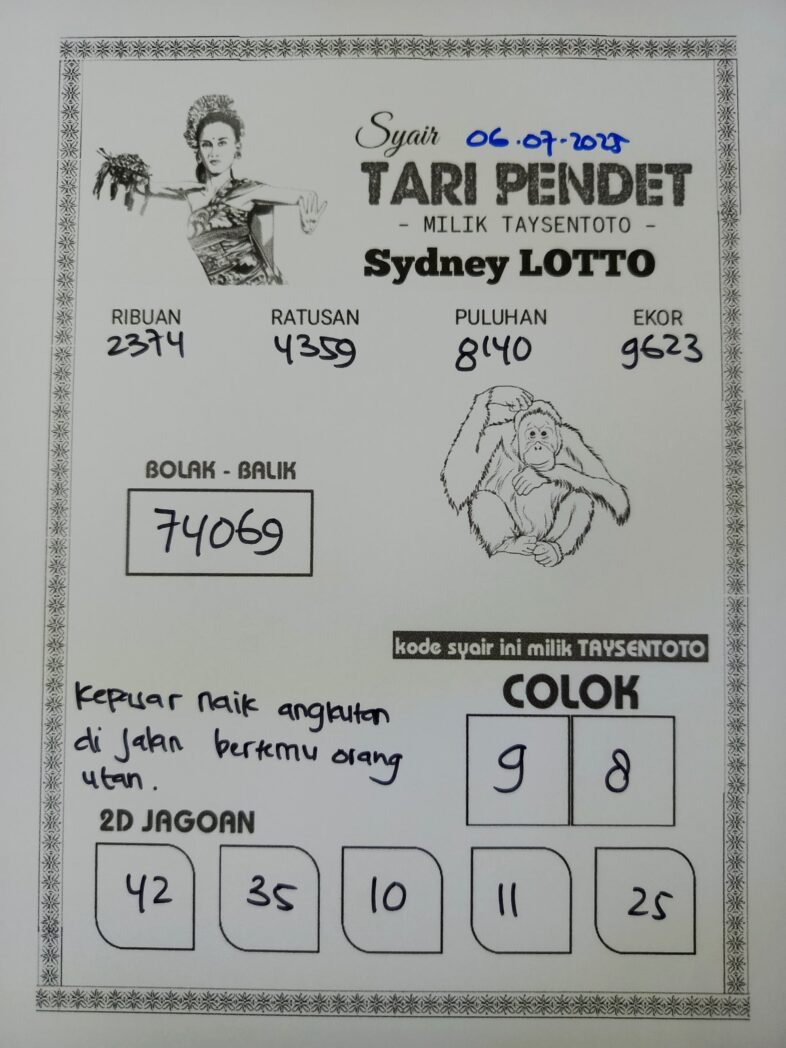 Syair 06.07-2025
TARI PENDET
- MILIK TAYSENTOTO -
Sydney LOTTO
RIBUAN RATUSAN PULUHAN EKOR
2374 4359 8140 9623
BOLAK - BALIK
74069
kode syair ini milik TAYSENTOTO
COLOK
9 8
kepasar naik angkutan
di jalan bertemu orang
utan.
2D JAGOAN
42 35 10 11 25